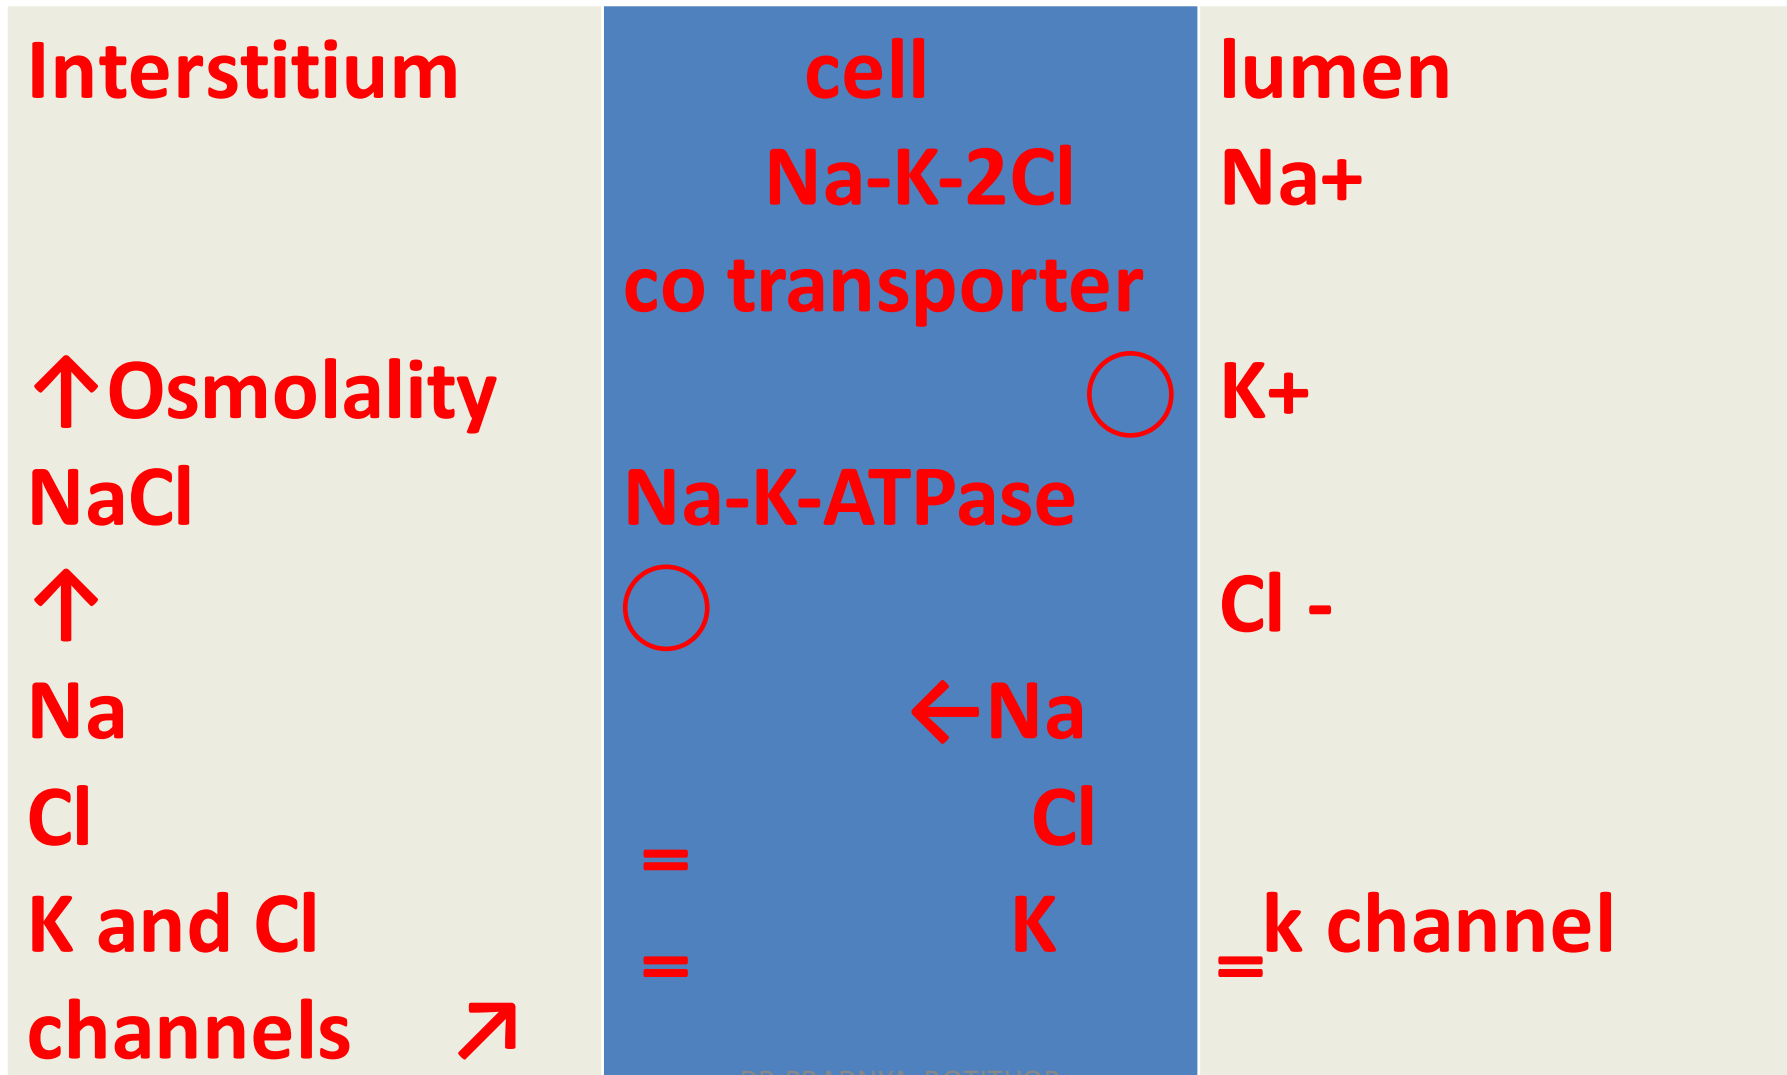 Interstitium
↑Osmolality
NaCl
↑
Na
Cl
K and Cl
channels ↗
cell
Na-K-2Cl
co transporter
Na-K-ATPase
←Na
Cl
=
K
=
lumen
Na+
K+
Cl -
=k channel